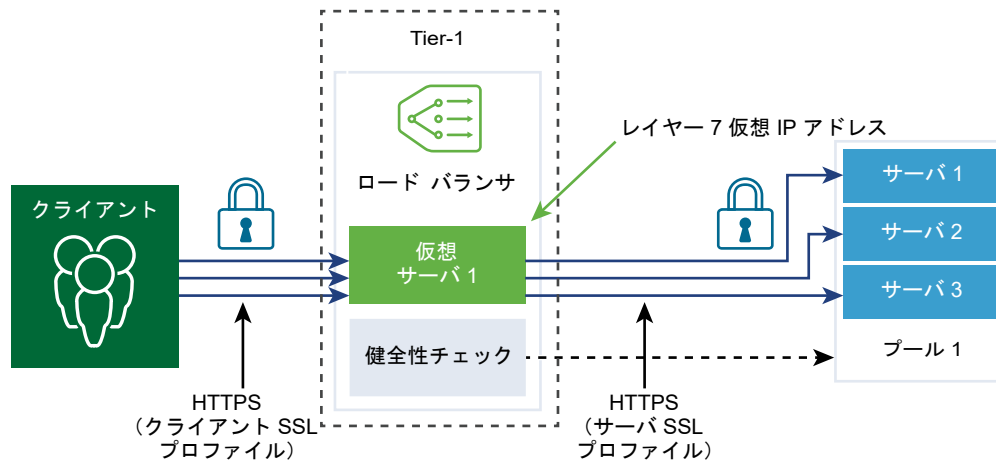 Tier-1
ロード バランサ
レイヤー 7 仮想 IP アドレス
クライアント
仮想
サーバ 1
健全性チェック
サーバ 1
サーバ 2
サーバ 3
プール 1
HTTPS
（クライアント SSL
プロファイル）
HTTPS
（サーバ SSL
プロファイル）